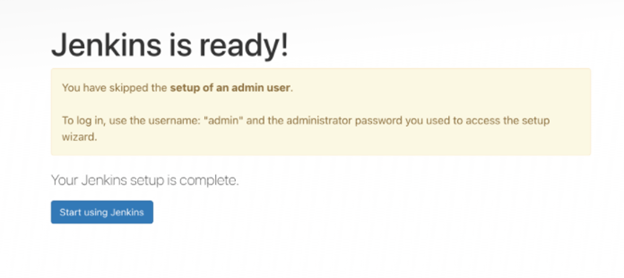 Jenkins is ready!
You have skipped the setup of an admin user.
To log in, use the username: "admin" and the administrator password you used to access the setup
wizard.
Your Jenkins setup is complete.
Start using Jenkins